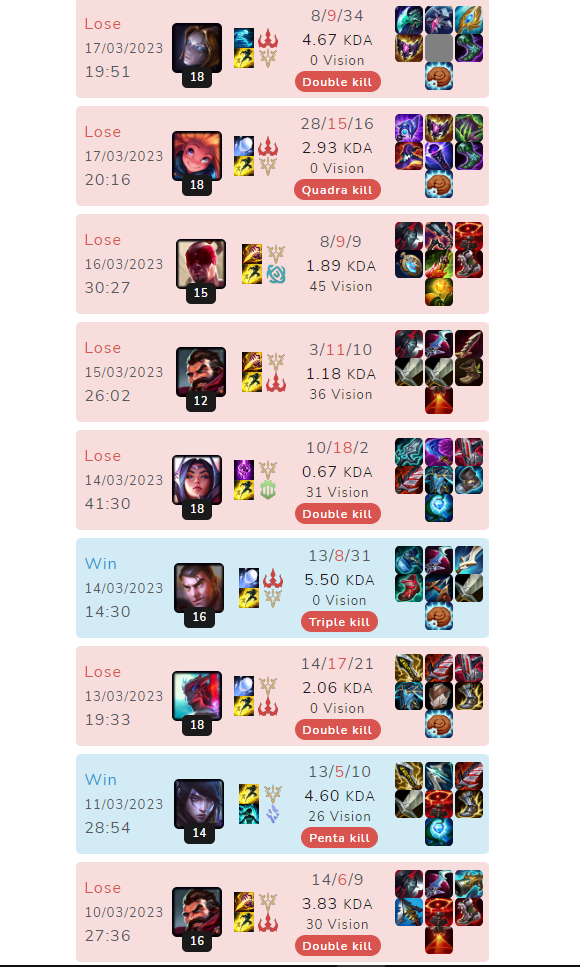 Lose
17/03/2023
19:51
18
8/9/34
4.67 KDA
0 Vision
Double kill
Lose
17/03/2023
20:16
18
28/15/16
2.93 KDA
0 Vision
Quadra kill
Lose
16/03/2023
30:27
15
8/9/9
1.89 KDA
45 Vision
Lose
15/03/2023
26:02
12
3/11/10
1.18 KDA
36 Vision
Lose
14/03/2023
41:30
18
10/18/2
0.67 KDA
31 Vision
Double kill
Win
14/03/2023
14:30
16
13/8/31
5.50 KDA
0 Vision
Triple kill
Lose
13/03/2023
19:33
18
14/17/21
2.06 KDA
0 Vision
Double kill
Win
11/03/2023
28:54
14
13/5/10
4.60 KDA
26 Vision
Penta kill
Lose
10/03/2023
27:36
16
14/6/9
3.83 KDA
30 Vision
Double kill